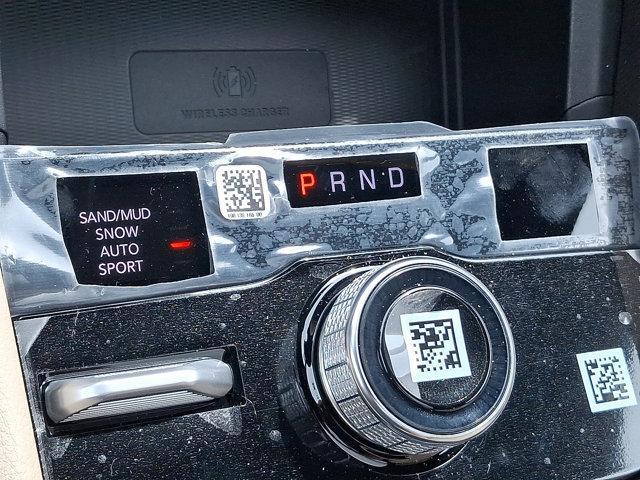 WIRELESS CHARGER
P R N D
SAND/MUD
SNOW
AUTO
SPORT